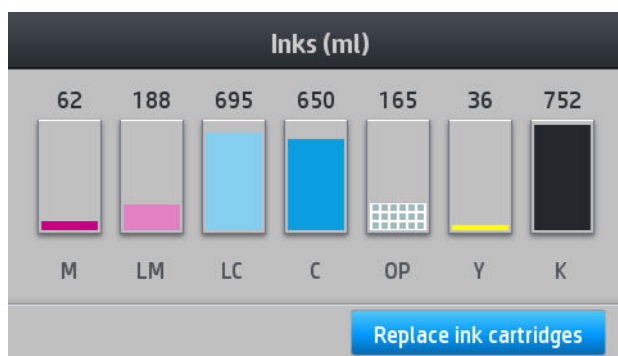 Inks (ml)
62 188 695 650 165 36 752
M LM LC C OP Y K
Replace ink cartridges